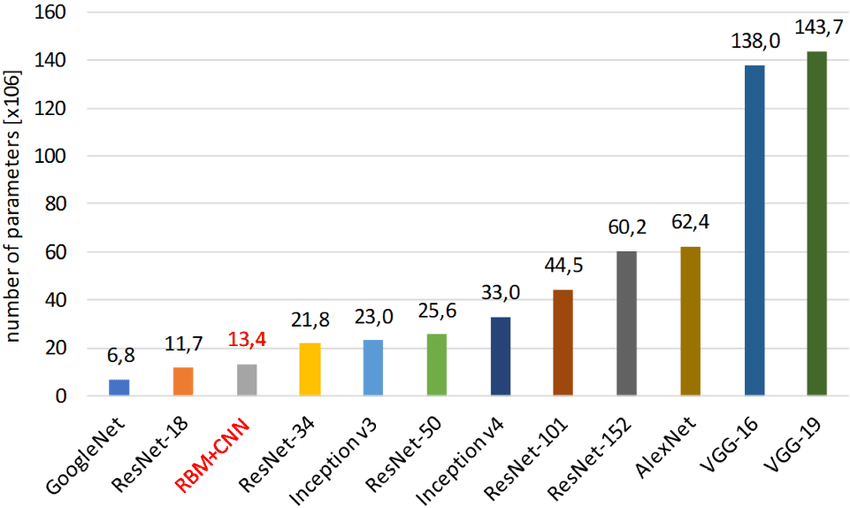 160
140
120
100
80
60
40
20
0
number of parameters [x106]
6,8
11,7
13,4
21,8
23,0
25,6
33,0
44,5
60,2
62,4
138,0
143,7
GoogleNet
ResNet-18
RBM+CNN
ResNet-34
Inception v3
ResNet-50
Inception v4
ResNet-101
ResNet-152
AlexNet
VGG-16
VGG-19